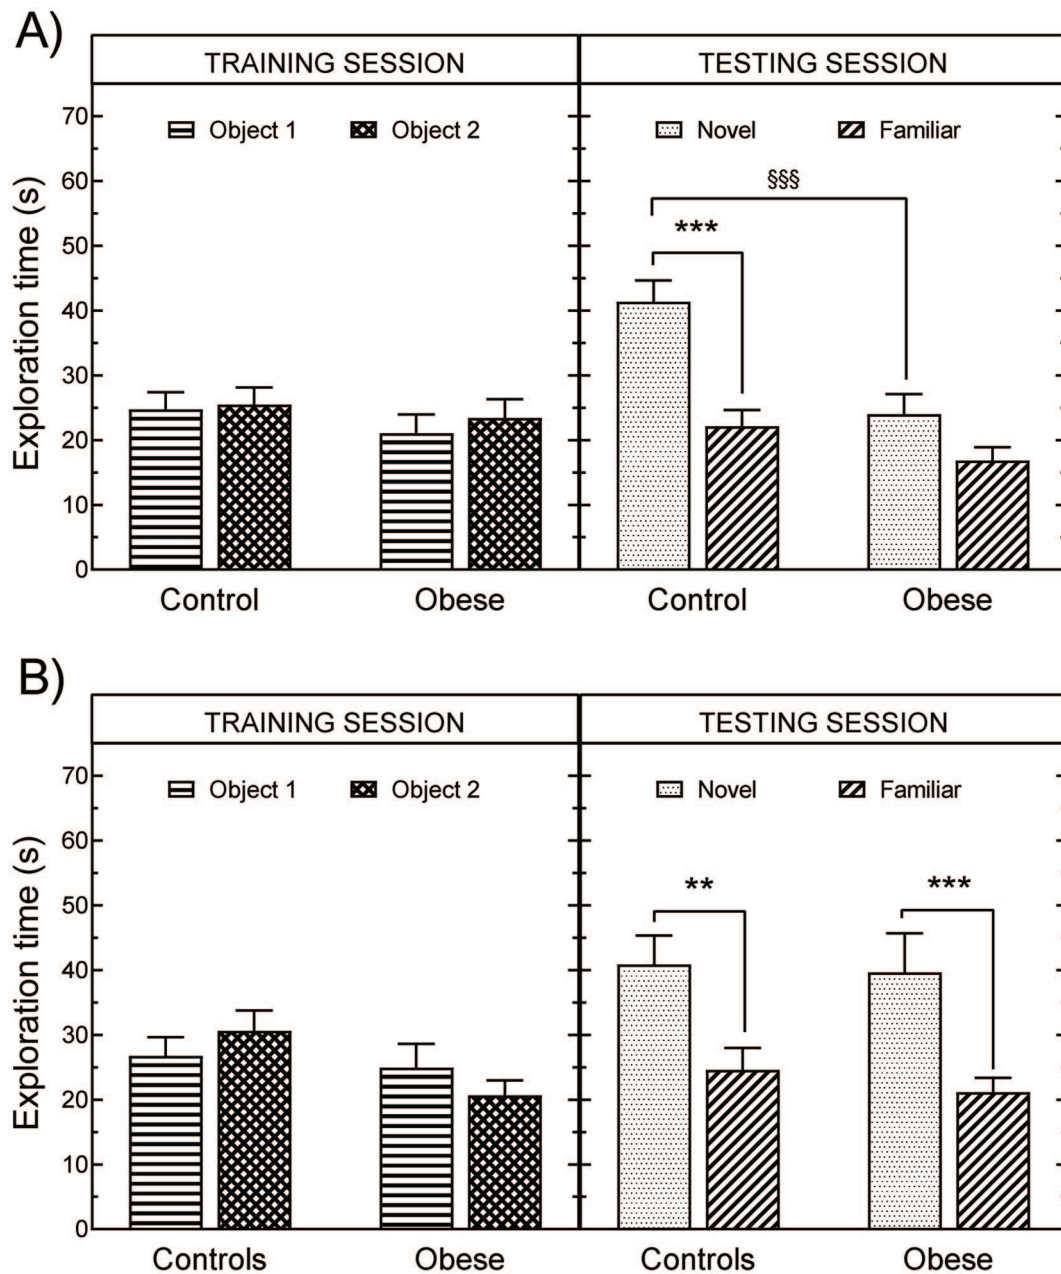 A)
TRAINING SESSION TESTING SESSION
Object 1 Object 2 Novel Familiar
70
60
50
40
30
20
10
0
Exploration time (s)
§§§
***
Control Obese Control Obese
B)
TRAINING SESSION TESTING SESSION
Object 1 Object 2 Novel Familiar
70
60
50
40
30
20
10
0
Exploration time (s)
** ***
Controls Obese Controls Obese